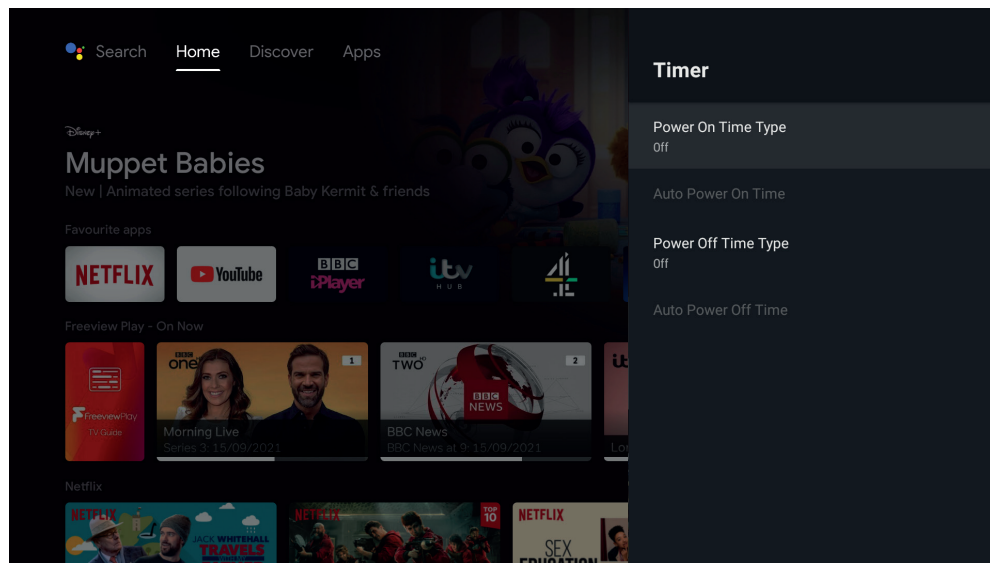 Search Home Discover Apps
Disney+
Muppet Babies
New | Animated series following Baby Kermit & friends
Favourite apps
NETFLIX
YouTube
BBC
iPlayer
itv
HUB
4
Freeview Play - On Now
FreeviewPlay
TV Guide
BBC
one
1
Morning Live
Series 3: 15/09/2021
BBC
TWO HD
2
BBC
NEWS
BBC News
BBC News at 9: 15/09/2021
itv
Lo
Netflix
NETFLIX
JACK WHITEHALL
TRAVELS
NETFLIX
TOP
10
NETFLIX
SEX
EDUCATION
Timer
Power On Time Type
Off
Auto Power On Time
Power Off Time Type
Off
Auto Power Off Time